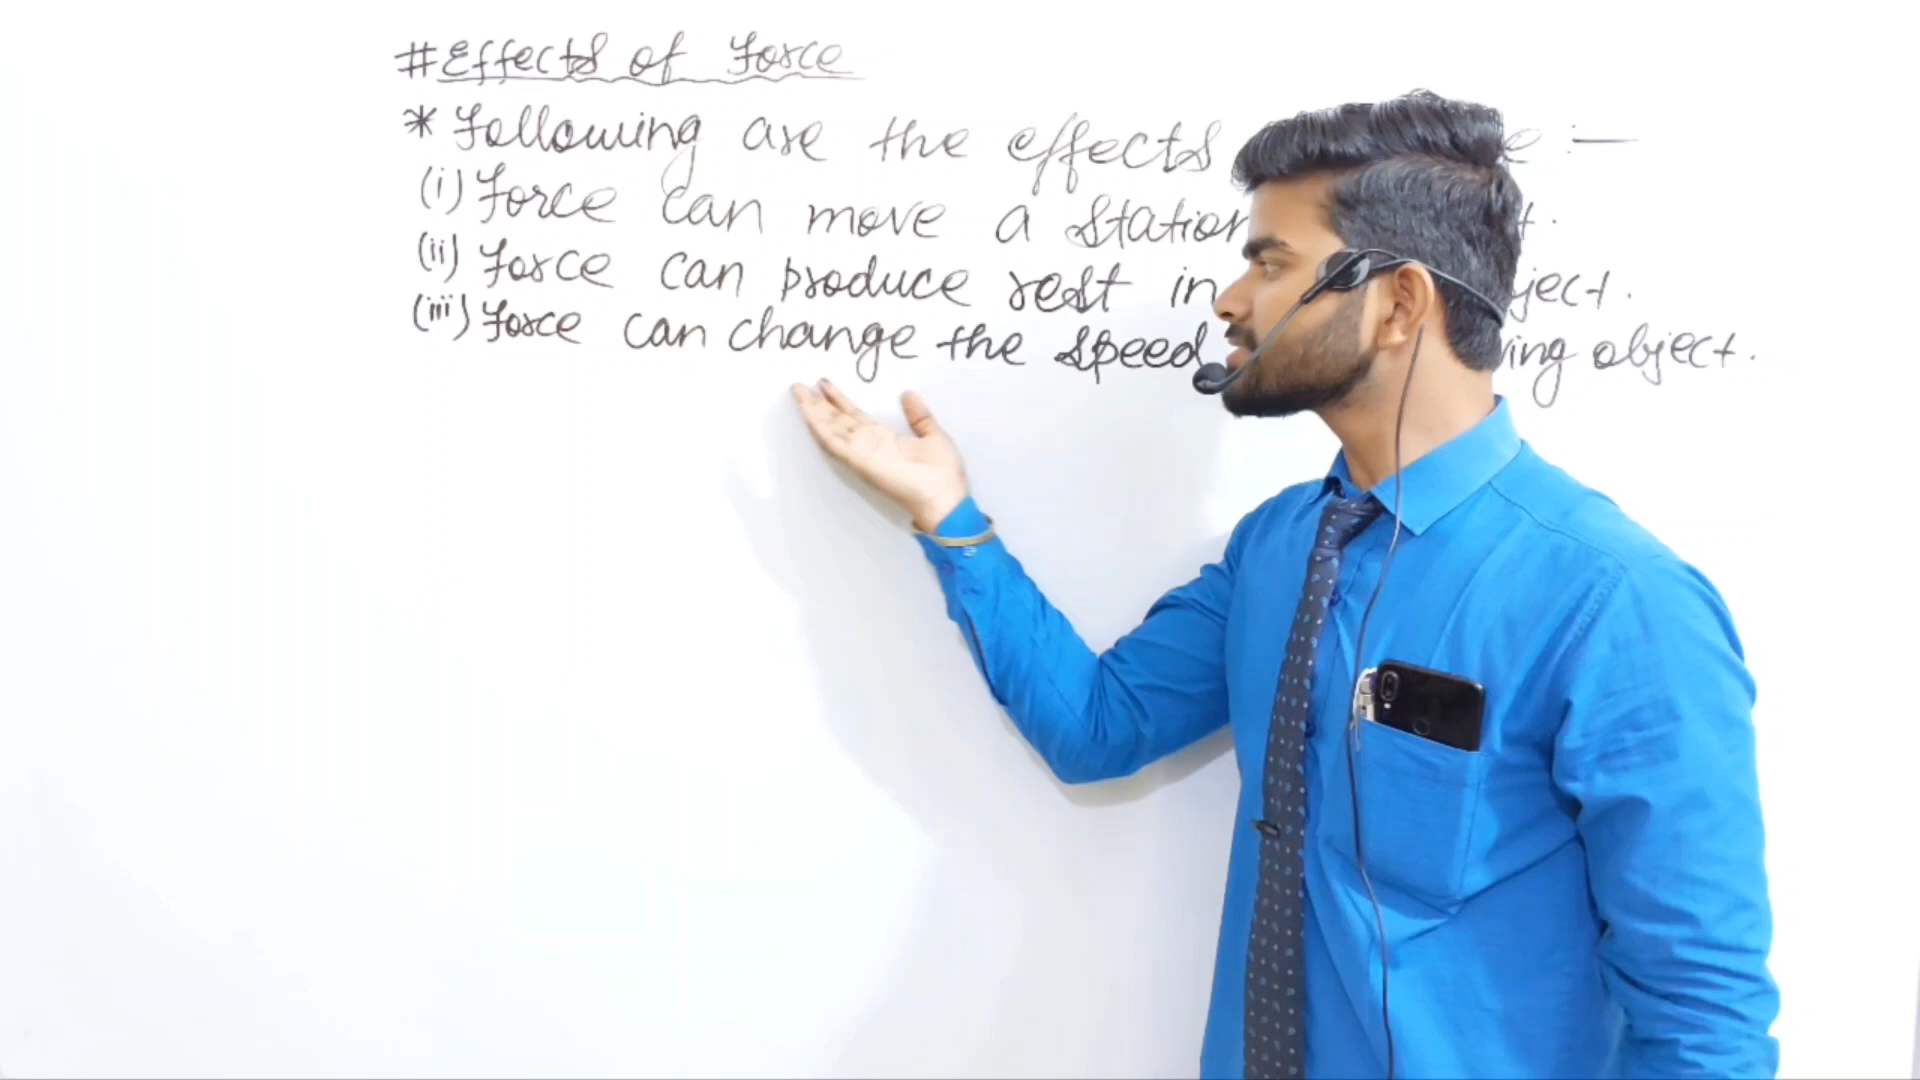 # Effects of Force
* Following are the effects :-
(i) Force can move a
(ii) Force can produce rest in
(iii) Force can change the speed object.